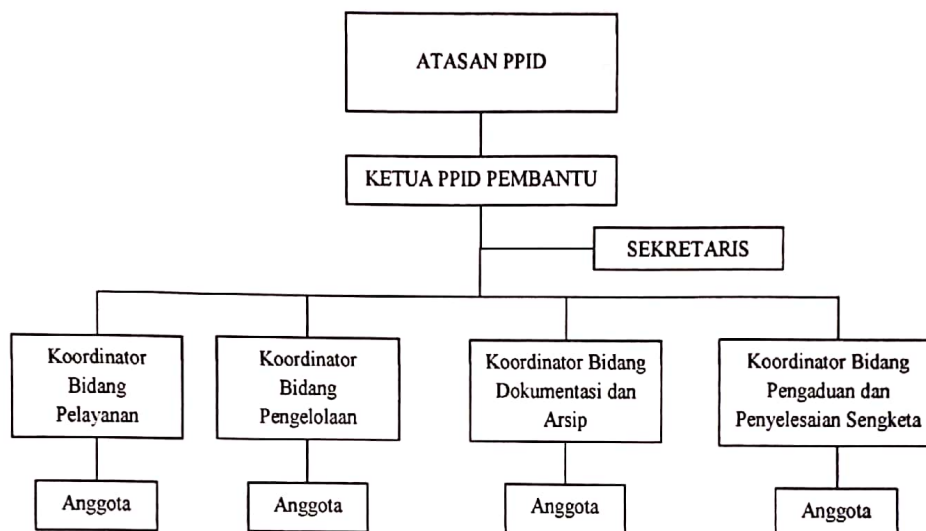 ATASAN PPID
KETUA PPID PEMBANTU
SEKRETARIS
Koordinator
Bidang
Pelayanan
Koordinator
Bidang
Pengelolaan
Koordinator Bidang
Dokumentasi dan
Arsip
Koordinator Bidang
Pengaduan dan
Penyelesaian Sengketa
Anggota
Anggota
Anggota
Anggota